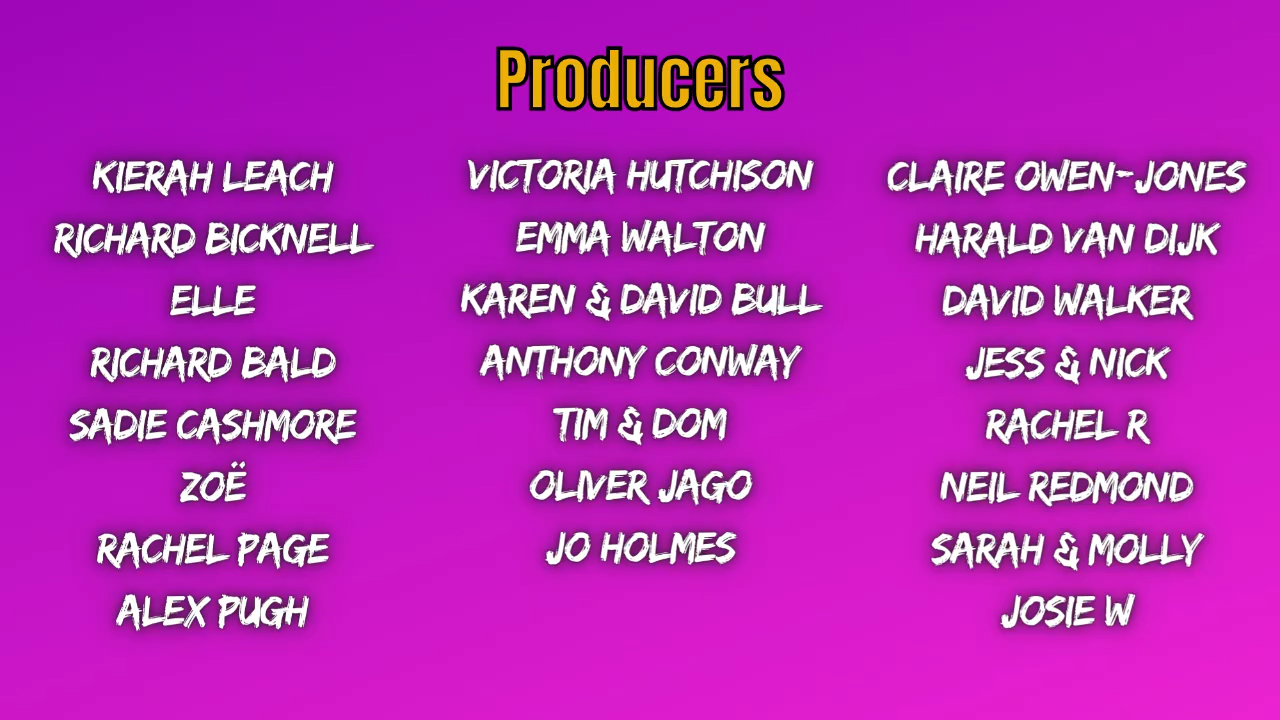 Producers
KIERAH LEACH
RICHARD BICKNELL
ELLE
RICHARD BALD
SADIE CASHMORE
ZOË
RACHEL PAGE
ALEX PUGH
VICTORIA HUTCHISON
EMMA WALTON
KAREN & DAVID BULL
ANTHONY CONWAY
TIM & DOM
OLIVER JAGO
JO HOLMES
CLAIRE OWEN-JONES
HARALD VAN DIJK
DAVID WALKER
JESS & NICK
RACHEL R
NEIL REDMOND
SARAH & MOLLY
JOSIE W